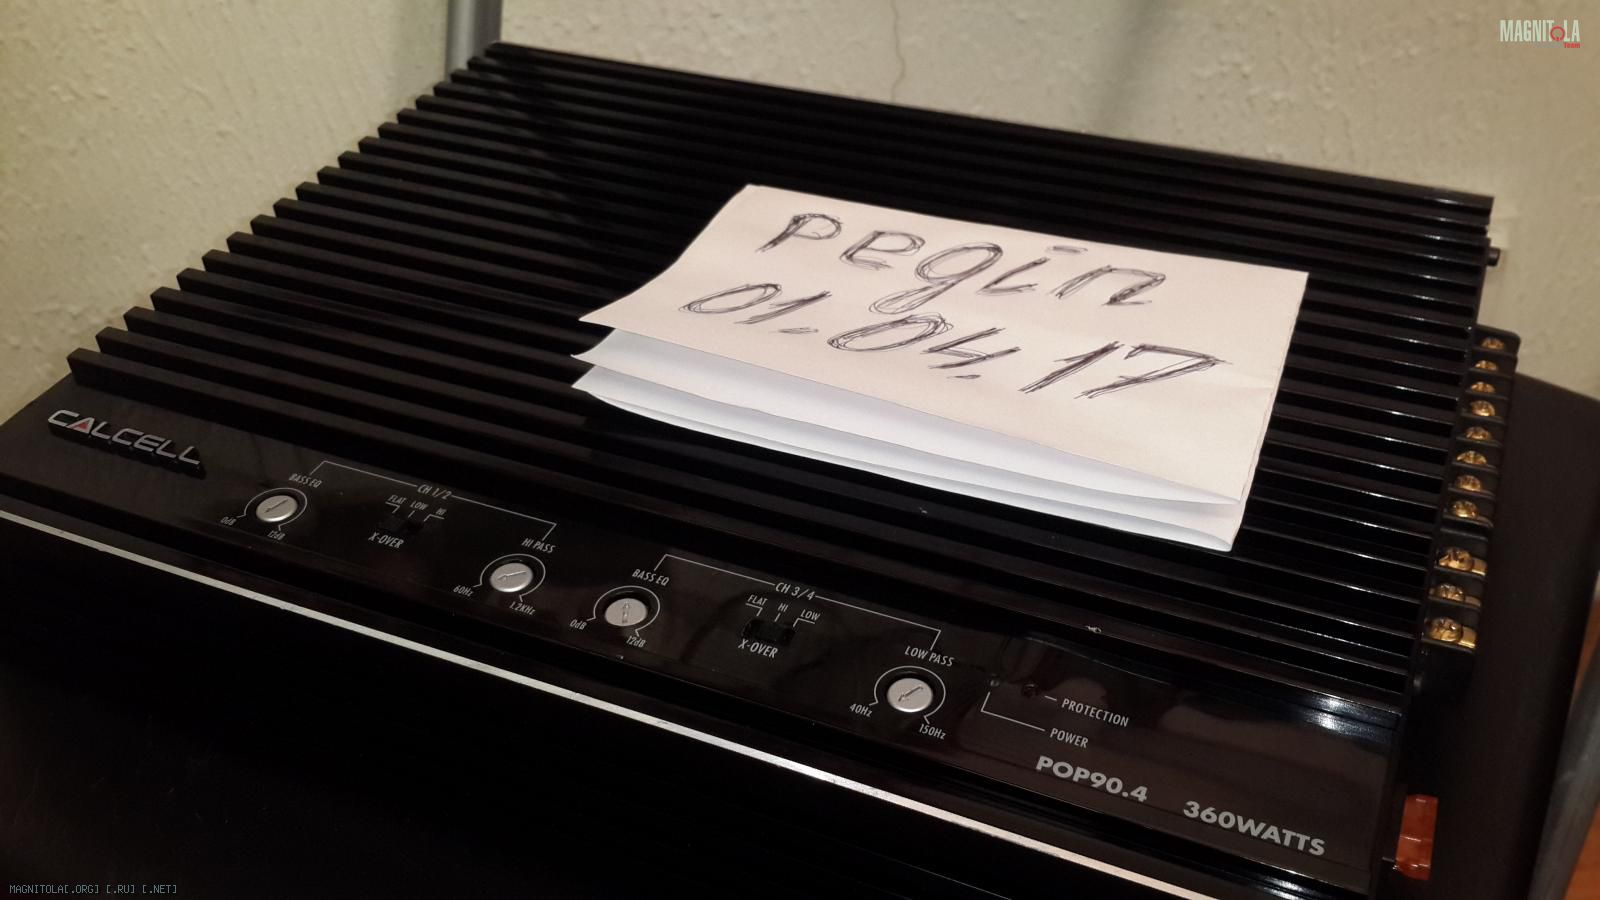 MAGNITOLA
Team
pegin
01.04.17
CALCELL
BASS EQ
0dB
12dB
CH 1/2
FLAT LOW HI
X-OVER
HI PASS
60Hz
1.2KHz
BASS EQ
0dB
12dB
CH 3/4
FLAT HI LOW
X-OVER
LOW PASS
40Hz
150Hz
PROTECTION
POWER
POP90.4 360WATTS
MAGNITOLA[.ORG] [.RU] [.NET]